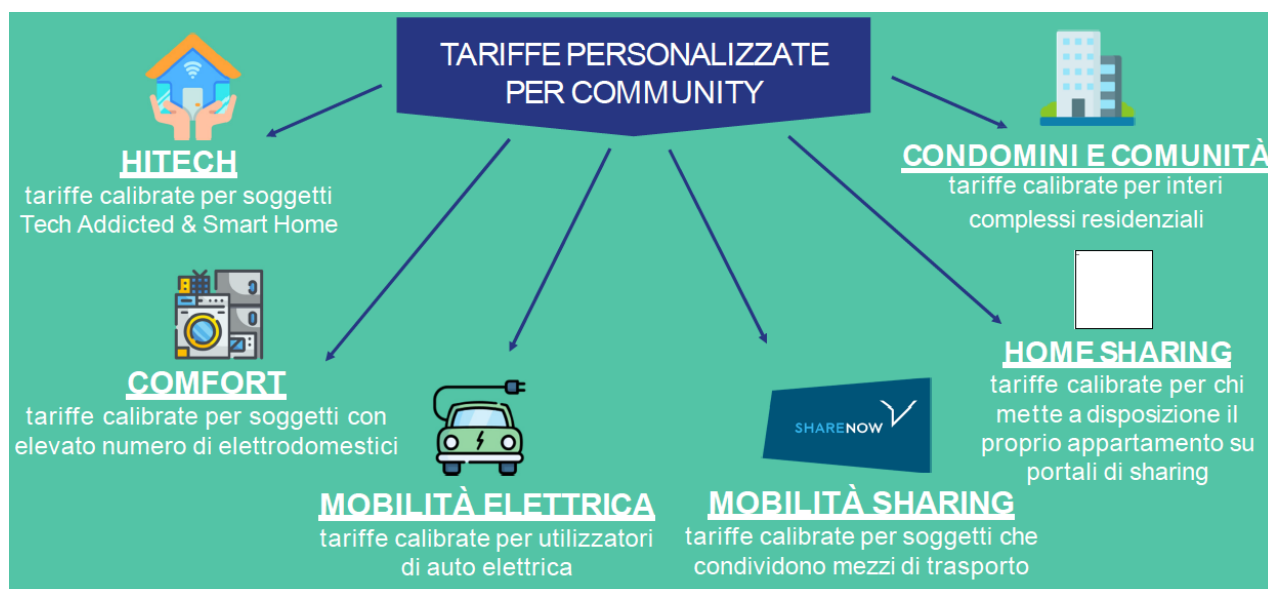 TARIFFE PERSONALIZZATE
PER COMMUNITY
HITECH
tariffe calibrate per soggetti
Tech Addicted & Smart Home
COMFORT
tariffe calibrate per soggetti con
elevato numero di elettrodomestici
MOBILITÀ ELETTRICA
tariffe calibrate per utilizzatori
di auto elettrica
SHARENOW
MOBILITÀ SHARING
tariffe calibrate per soggetti che
condividono mezzi di trasporto
HOME SHARING
tariffe calibrate per chi
mette a disposizione il
proprio appartamento su
portali di sharing
CONDOMINI E COMUNITÀ
tariffe calibrate per interi
complessi residenziali